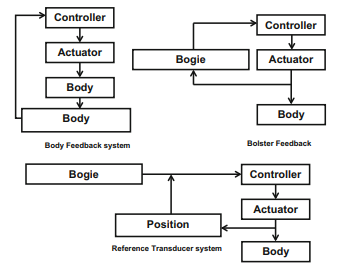 Controller
Actuator
Body
Body
Body Feedback system
Controller
Bogie
Actuator
Body
Bolster Feedback
Bogie
Controller
Actuator
Position
Reference Transducer system
Body